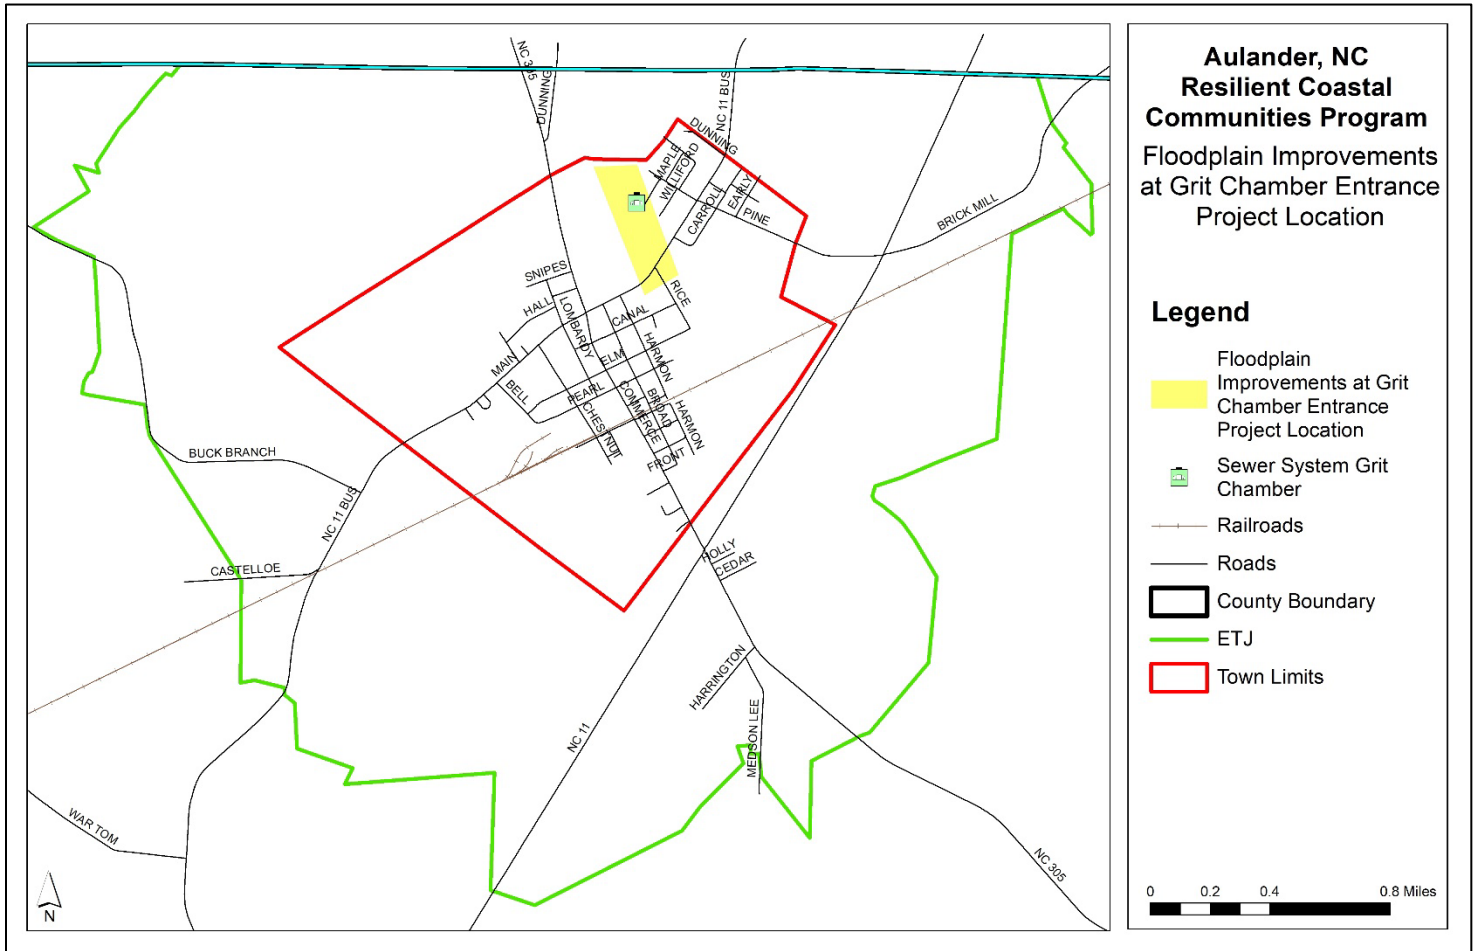 Aulander, NC
Resilient Coastal
Communities Program
Floodplain Improvements
at Grit Chamber Entrance
Project Location
Legend
Floodplain
Improvements at Grit
Chamber Entrance
Project Location
Sewer System Grit
Chamber
Railroads
Roads
County Boundary
ETJ
Town Limits
0 0.2 0.4 0.8 Miles
NC 305
DUNNING
NC 11 BUS
DUNNING
MAPLE
WILLIFORD
CARROLL
EARLY
PINE
BRICK MILL
SNIPES
HALL
LOMBARDY
CANAL
RICE
MAIN
ELM
HARMON
BELL
PEARL
CHESTNUT
COMMERCE
BROAD
HARMON
FRONT
BUCK BRANCH
NC 11 BUS
CASTELLOE
HOLLY
CEDAR
HARRINGTON
MEDSON LEE
NC 11
WAR TOM
NC 305
N